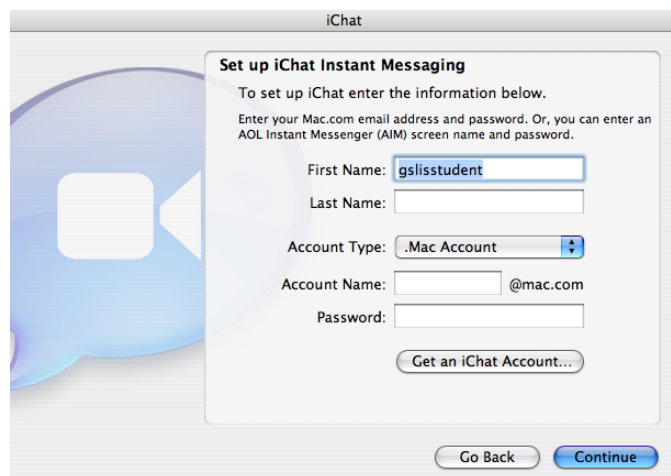 iChat
Set up iChat Instant Messaging
To set up iChat enter the information below.
Enter your Mac.com email address and password. Or, you can enter an
AOL Instant Messenger (AIM) screen name and password.
First Name: gslisstudent
Last Name:
Account Type: .Mac Account
Account Name: @mac.com
Password:
Get an iChat Account...
Go Back Continue